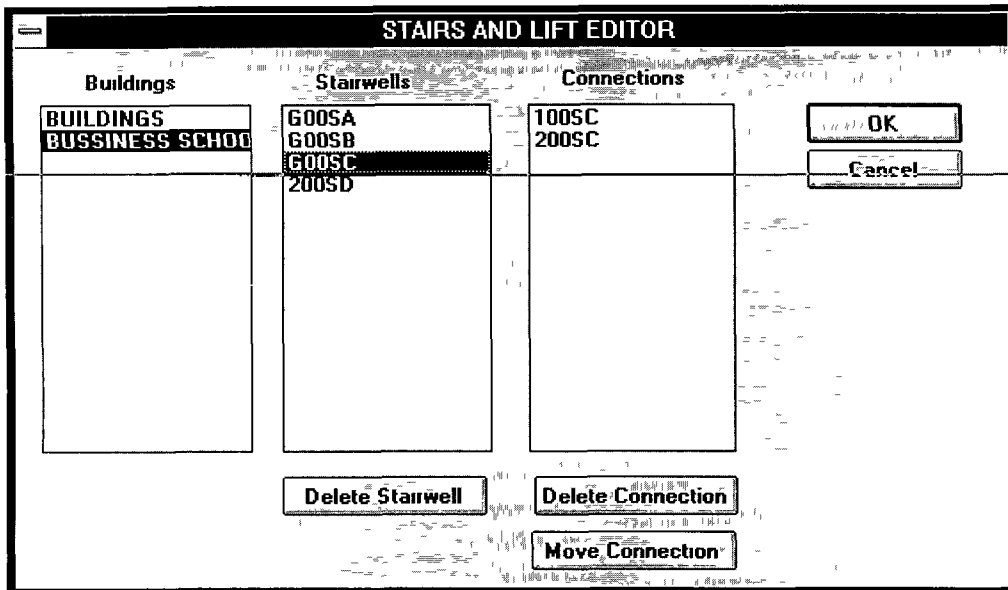 STAIRS AND LIFT EDITOR
Buildings
Stairwells
Connections
BUILDINGS
BUSSINESS SCHOO
G00SA
G00SB
G00SC
200SD
100SC
200SC
OK
Cancel
Delete Stairwell
Delete Connection
Move Connection